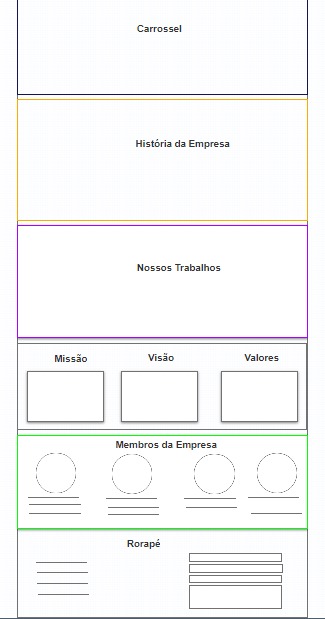 Carrossel
História da Empresa
Nossos Trabalhos
Missão Visão Valores
Membros da Empresa
Rorapé